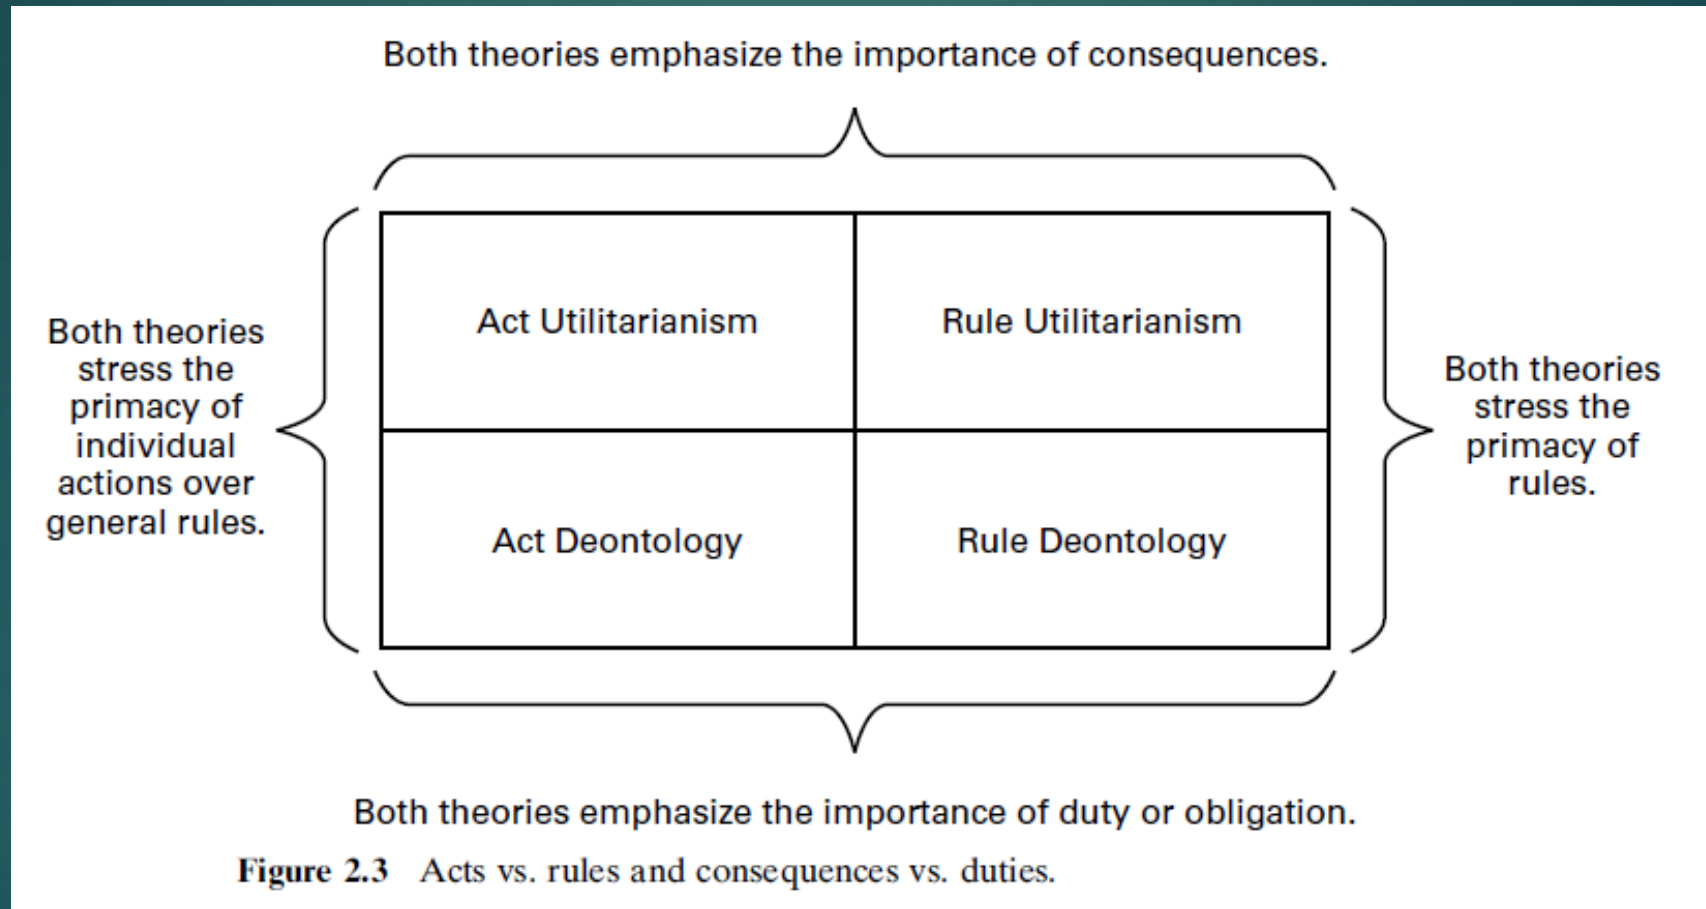 Both theories emphasize the importance of consequences.
Both theories
stress the
primacy of
individual
actions over
general rules.
Act Utilitarianism
Rule Utilitarianism
Act Deontology
Rule Deontology
Both theories
stress the
primacy of
rules.
Both theories emphasize the importance of duty or obligation.
Figure 2.3 Acts vs. rules and consequences vs. duties.